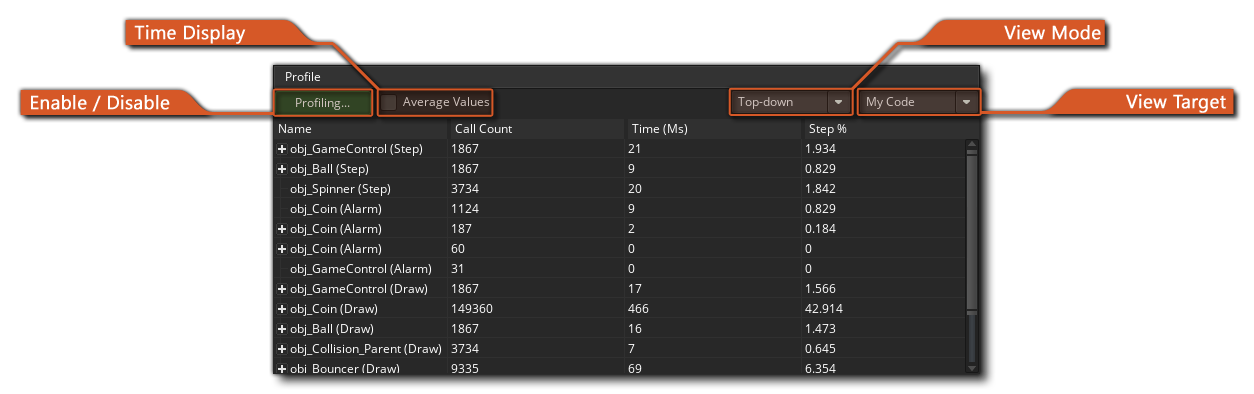 Time Display
View Mode
Profile
Enable / Disable
Profiling...
Average Values
Top-down
My Code
View Target
Name Call Count Time (Ms) Step %
obj_GameControl (Step) 1867 21 1.934
obj_Ball (Step) 1867 9 0.829
obj_Spinner (Step) 3734 20 1.842
obj_Coin (Alarm) 1124 9 0.829
obj_Coin (Alarm) 187 2 0.184
obj_Coin (Alarm) 60 0 0
obj_GameControl (Alarm) 31 0 0
obj_GameControl (Draw) 1867 17 1.566
obj_Coin (Draw) 149360 466 42.914
obj_Ball (Draw) 1867 16 1.473
obj_Collision_Parent (Draw) 3734 7 0.645
obj_Bouncer (Draw) 9335 69 6.354